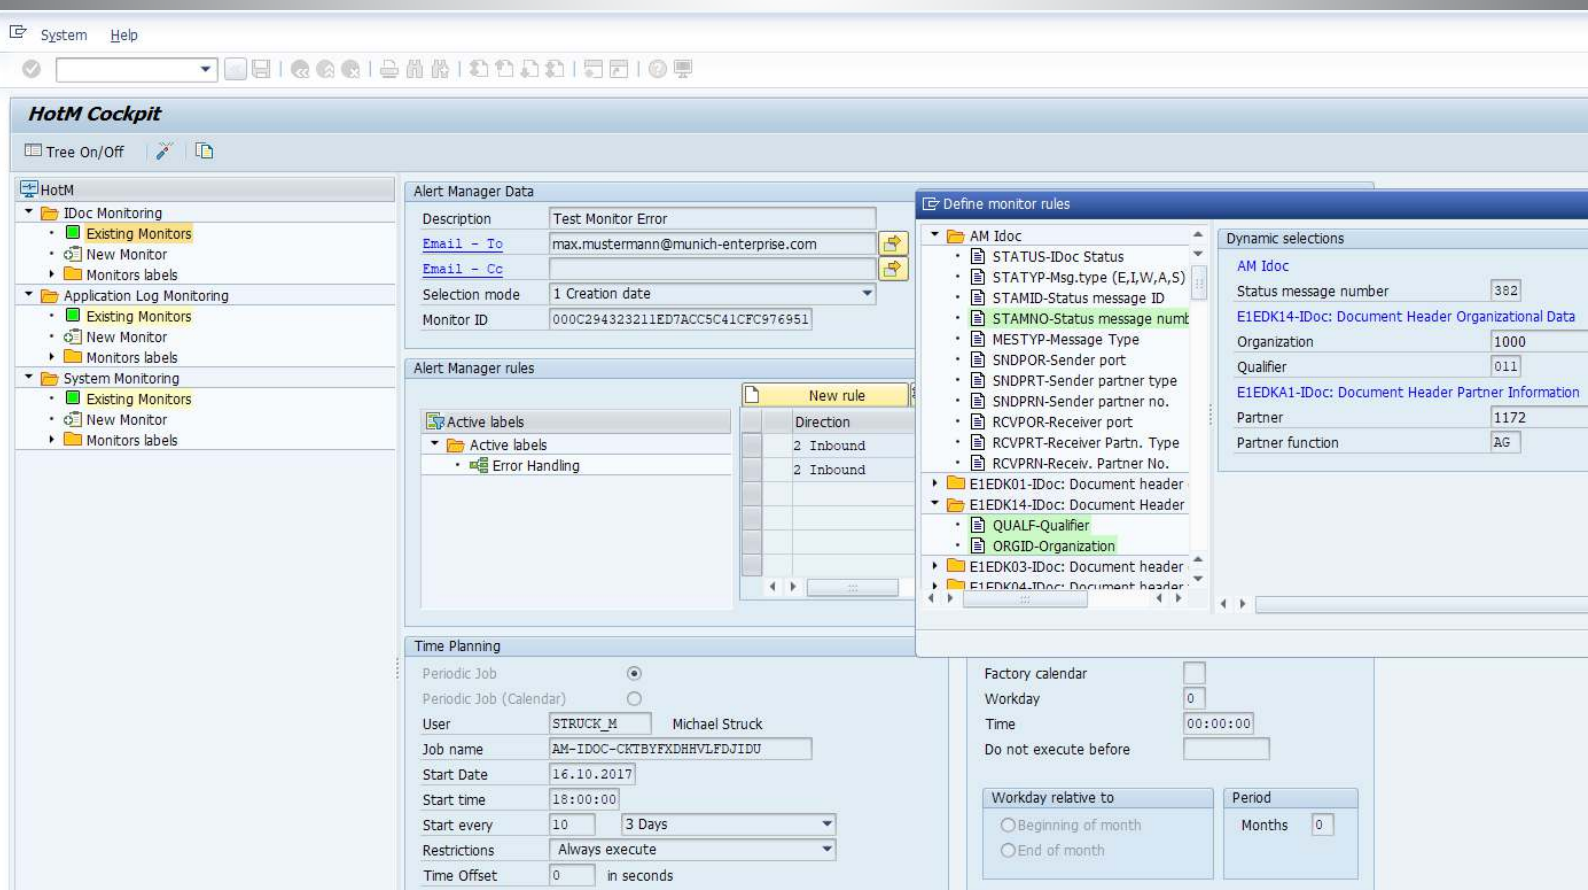 System Help
HotM Cockpit
Tree On/Off
HotM
IDoc Monitoring
Existing Monitors
New Monitor
Monitors labels
Application Log Monitoring
Existing Monitors
New Monitor
Monitors labels
System Monitoring
Existing Monitors
New Monitor
Monitors labels
Alert Manager Data
Description Test Monitor Error
Email - To max.mustermann@munich-enterprise.com
Email - Cc
Selection mode 1 Creation date
Monitor ID 000C294323211ED7ACC5C41CFC976951
Alert Manager rules
New rule
Active labels
Active labels
Error Handling
Direction
2 Inbound
2 Inbound
Define monitor rules
AM Idoc
STATUS-IDoc Status
STATYP-Msg.type (E,I,W,A,S)
STAMID-Status message ID
STAMNO-Status message numb
MESTYP-Message Type
SNDPOR-Sender port
SNDPRT-Sender partner type
SNDPRN-Sender partner no.
RCVPOR-Receiver port
RCVPRT-Receiver Partn. Type
RCVPRN-Receiv. Partner No.
E1EDK01-IDoc: Document header
E1EDK14-IDoc: Document Header
QUALF-Qualifier
ORGID-Organization
E1EDK03-IDoc: Document header
E1EDK04-IDoc: Document header
Dynamic selections
AM Idoc
Status message number 382
E1EDK14-IDoc: Document Header Organizational Data
Organization 1000
Qualifier 011
E1EDKA1-IDoc: Document Header Partner Information
Partner 1172
Partner function AG
Time Planning
Periodic Job
Periodic Job (Calendar)
User STRUCK_M Michael Struck
Job name AM-IDOC-CKTBYFXDHHVLFDJIDU
Start Date 16.10.2017
Start time 18:00:00
Start every 10 3 Days
Restrictions Always execute
Time Offset 0 in seconds
Factory calendar
Workday 0
Time 00:00:00
Do not execute before
Workday relative to
Beginning of month
End of month
Period
Months 0